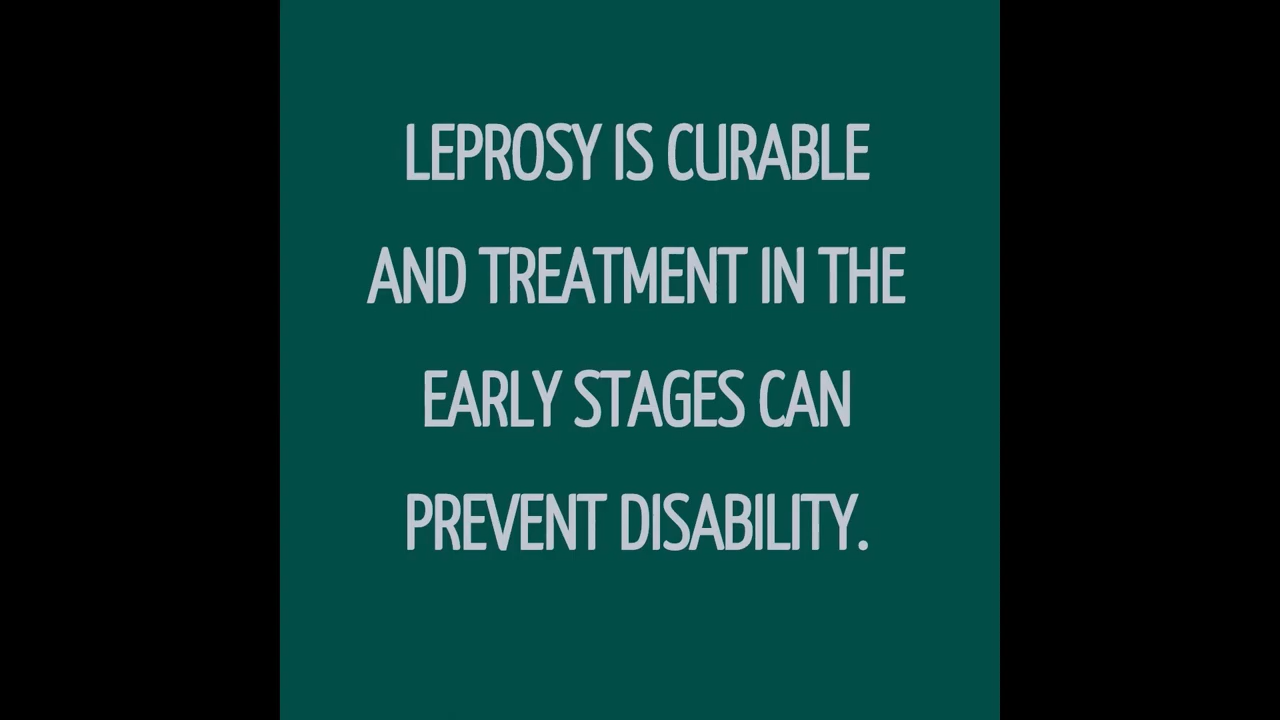 LEPROSY IS CURABLE
AND TREATMENT IN THE
EARLY STAGES CAN
PREVENT DISABILITY.